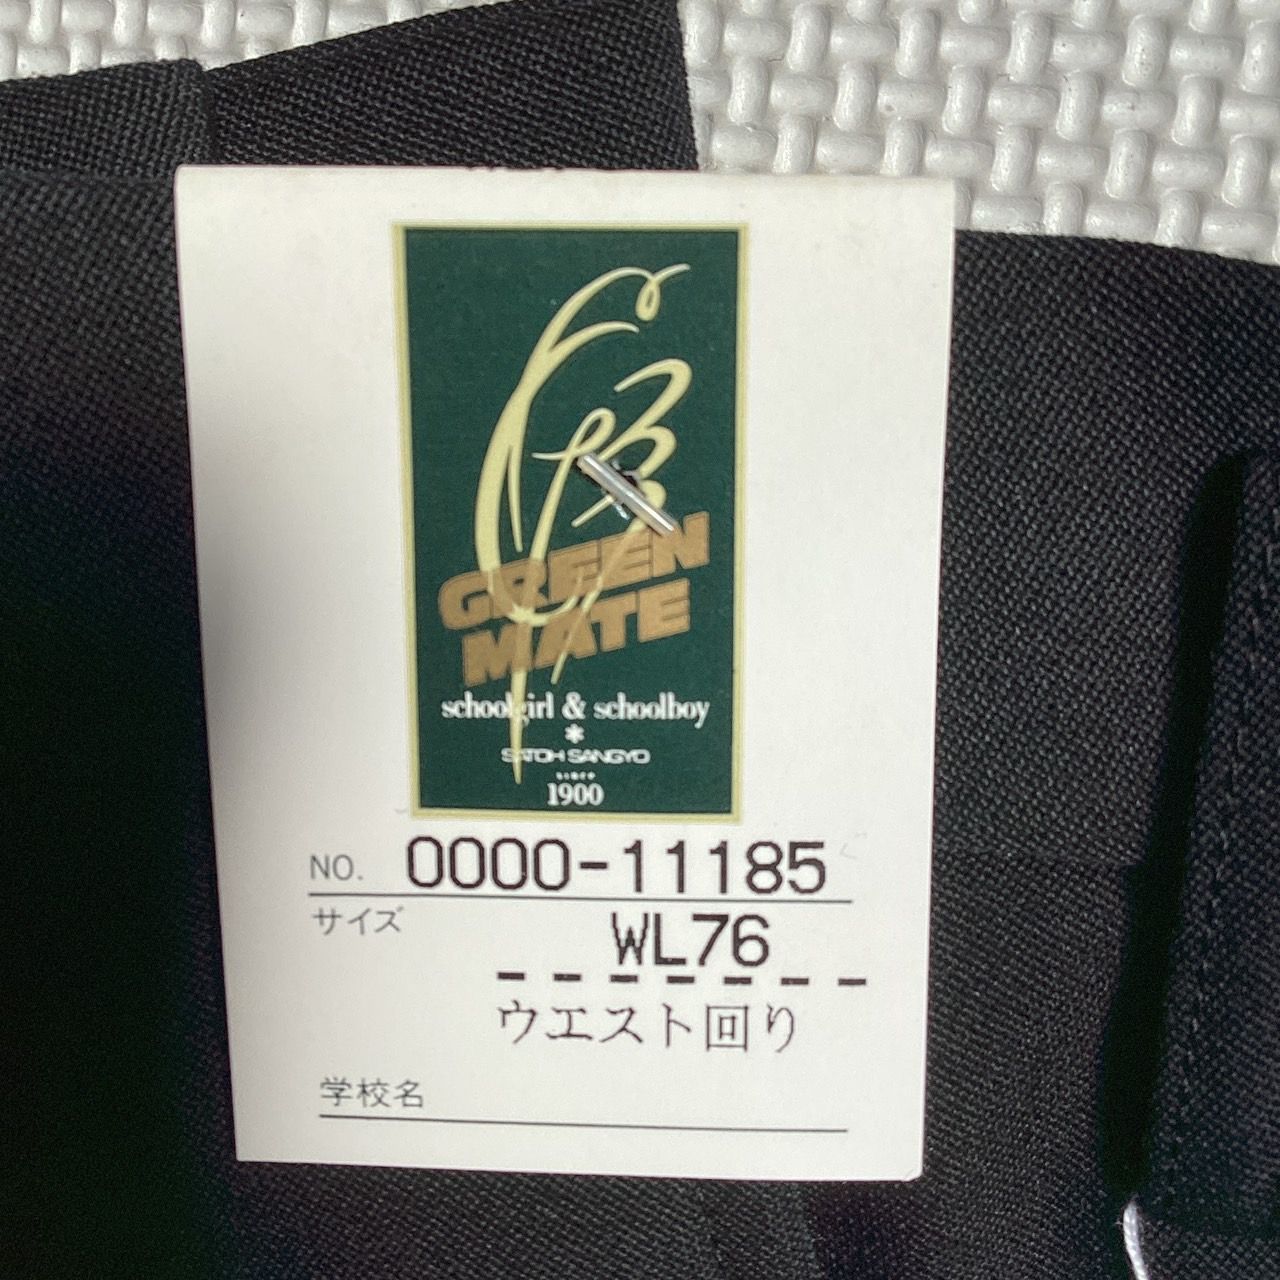 GREEN
MATE
schoolgirl & schoolboy
*
SATOH SANGYO
SINCE
1900
NO. 0000-11185
サイズ WL76
-------
ウエスト回り
学校名